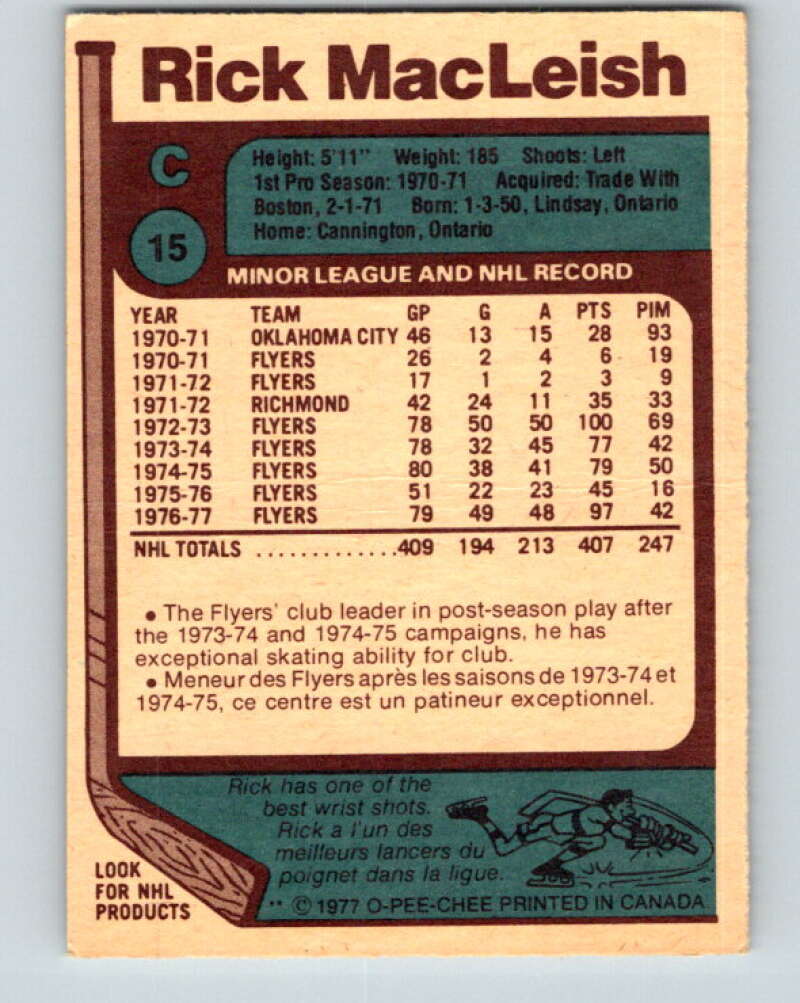 Rick MacLeish
C
15
Height: 5'11" Weight: 185 Shoots: Left
1st Pro Season: 1970-71 Acquired: Trade With
Boston, 2-1-71 Born: 1-3-50, Lindsay, Ontario
Home: Cannington, Ontario
MINOR LEAGUE AND NHL RECORD
YEAR TEAM GP G A PTS PIM
1970-71 OKLAHOMA CITY 46 13 15 28 93
1970-71 FLYERS 26 2 4 6 19
1971-72 FLYERS 17 1 2 3 9
1971-72 RICHMOND 42 24 11 35 33
1972-73 FLYERS 78 50 50 100 69
1973-74 FLYERS 78 32 45 77 42
1974-75 FLYERS 80 38 41 79 50
1975-76 FLYERS 51 22 23 45 16
1976-77 FLYERS 79 49 48 97 42
NHL TOTALS ..............409 194 213 407 247
• The Flyers' club leader in post-season play after
the 1973-74 and 1974-75 campaigns, he has
exceptional skating ability for club.
• Meneur des Flyers après les saisons de 1973-74 et
1974-75, ce centre est un patineur exceptionnel.
Rick has one of the
best wrist shots.
Rick a l'un des
meilleurs lancers du
poignet dans la ligue.
LOOK
FOR NHL
PRODUCTS
** © 1977 O-PEE-CHEE PRINTED IN CANADA